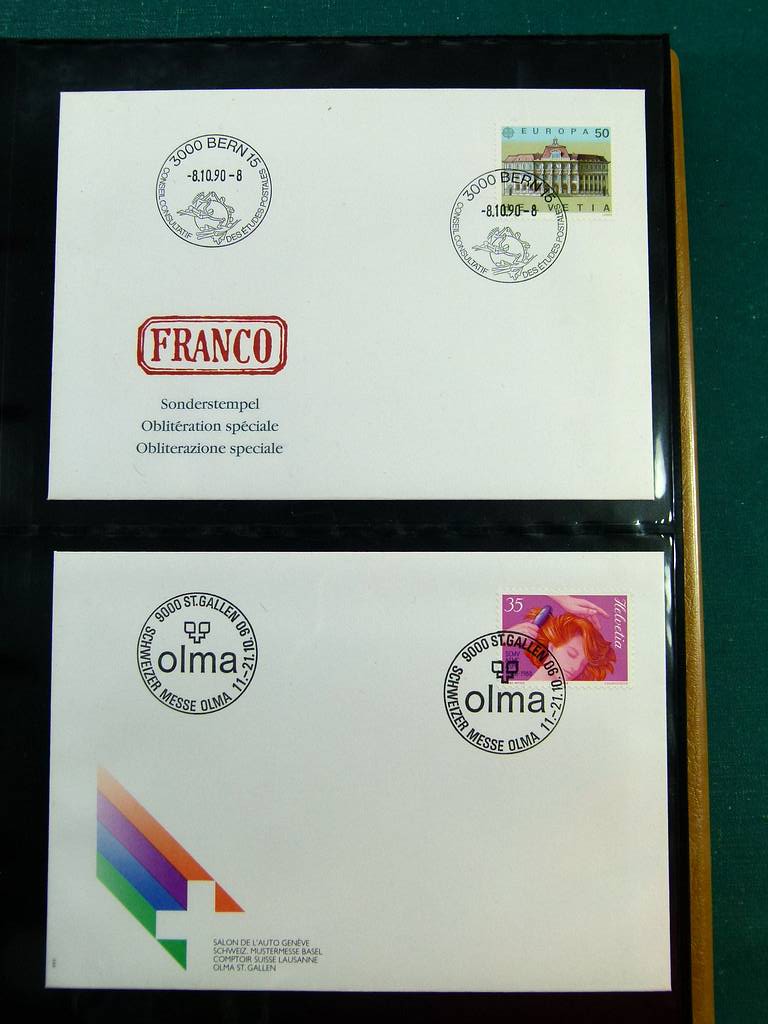 3000 BERN 15
-8.10.90-8
CONSEIL CONSULTATIF DES ÉTUDES POSTALES
EUROPA 50
HELVETIA
3000 BERN 15
-8.10.90-8
CONSEIL CONSULTATIF DES ÉTUDES POSTALES
FRANCO
Sonderstempel
Oblitération spéciale
Obliterazione speciale
9000 ST. GALLEN
olma
SCHWEIZER MESSE OLMA 11.-21.10.90
35
Helvetia
9000 ST. GALLEN
olma
SCHWEIZER MESSE OLMA 11.-21.10.90
SALON DE L'AUTO GENÈVE
SCHWEIZ. MUSTERMESSE BASEL
COMPTOIR SUISSE LAUSANNE
OLMA ST. GALLEN